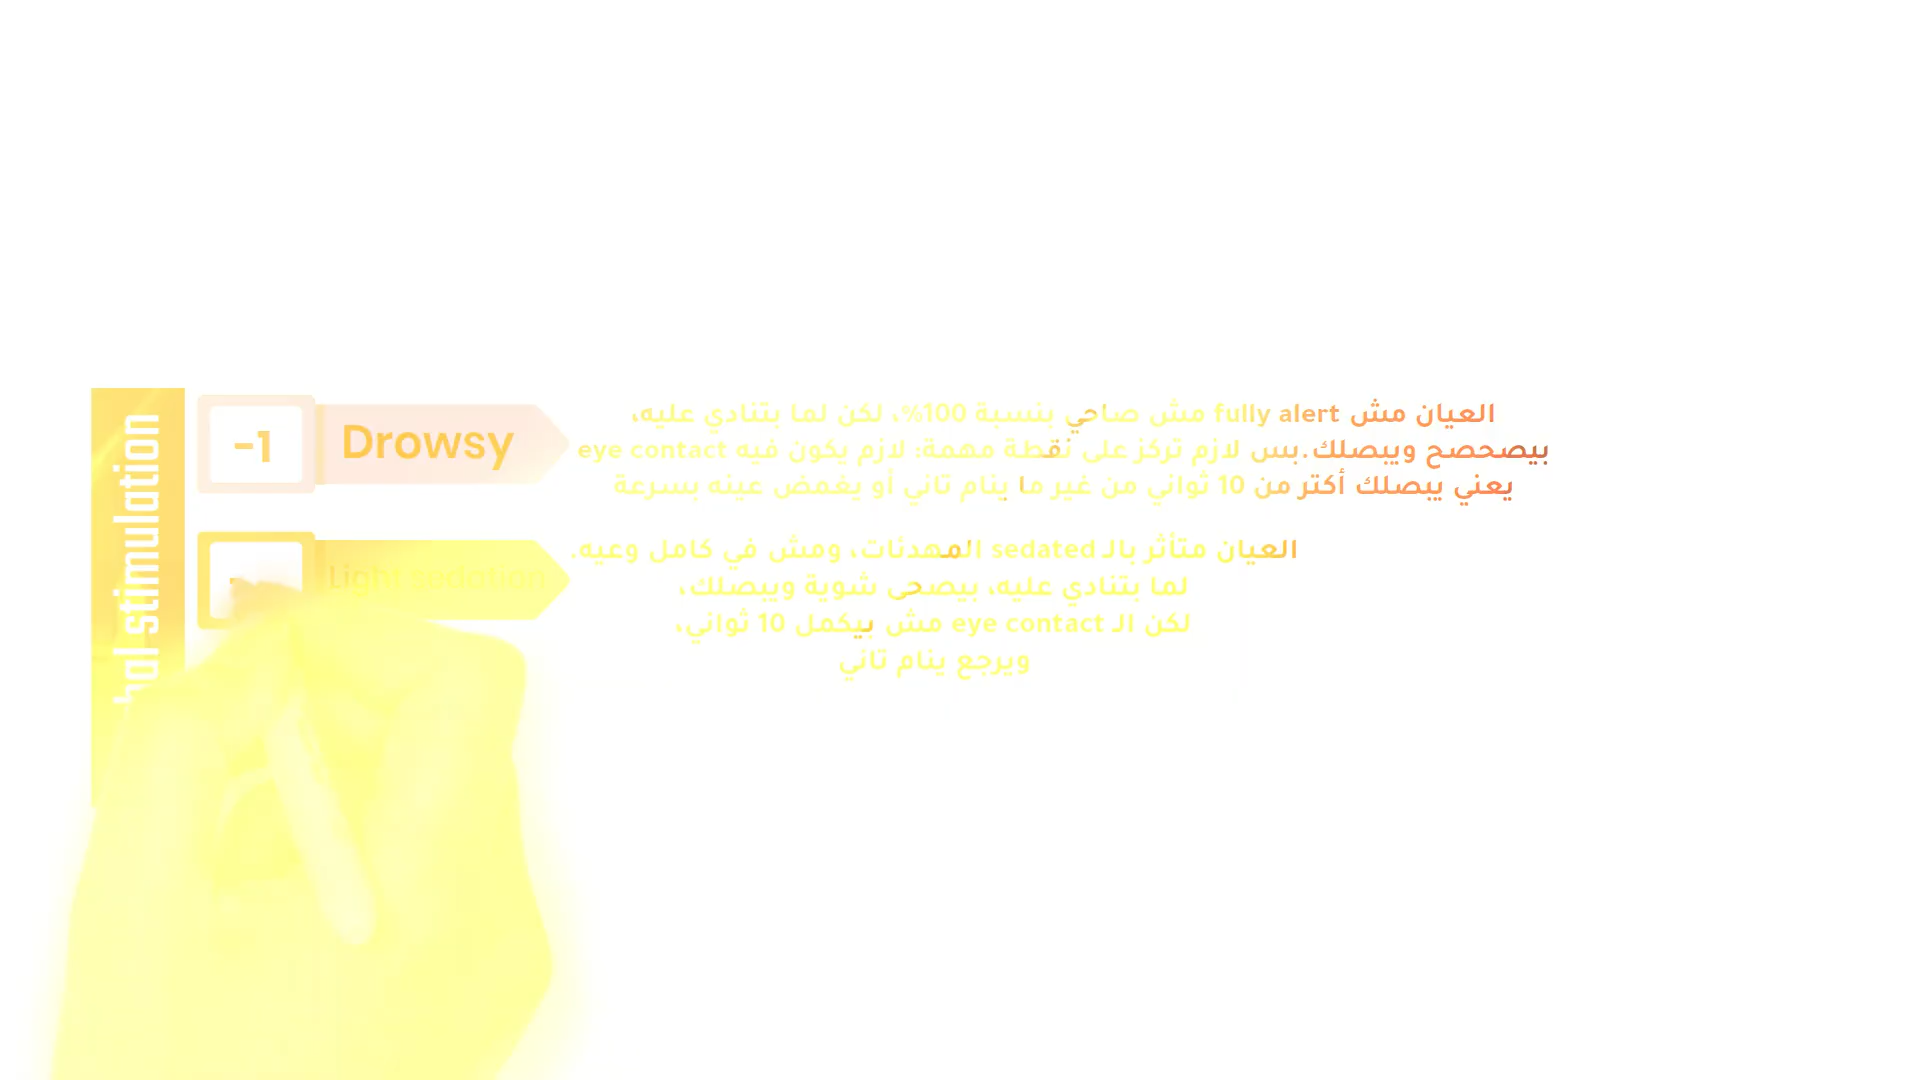 stimulation
-1
Drowsy
العيان مش fully alert مش صاحي بنسبة 100%، لكن لما بتنادي عليه،
بيصحصح ويبصلك.بس لازم تركز على نقطة مهمة: لازم يكون فيه eye contact
يعني يبصلك أكتر من 10 ثواني من غير ما ينام تاني أو يغمض عينه بسرعة
Light sedation
العيان متأثر بالـ sedated المهدئات، ومش في كامل وعيه.
لما بتنادي عليه، بيصحى شوية ويبصلك،
لكن الـ eye contact مش بيكمل 10 ثواني،
ويرجع ينام تاني